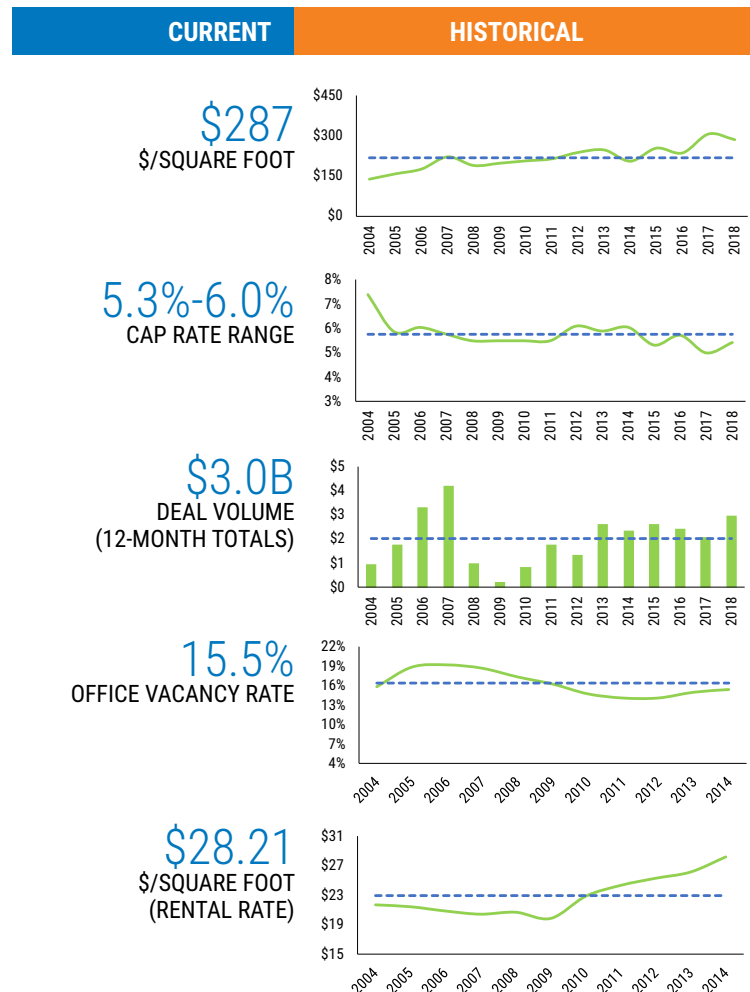 CURRENT HISTORICAL
$287
$/SQUARE FOOT
$450
$300
$150
$0
2004 2005 2006 2007 2008 2009 2010 2011 2012 2013 2014 2015 2016 2017 2018
5.3%-6.0%
CAP RATE RANGE
8%
7%
6%
5%
4%
3%
2004 2005 2006 2007 2008 2009 2010 2011 2012 2013 2014 2015 2016 2017 2018
$3.0B
DEAL VOLUME
(12-MONTH TOTALS)
$5
$4
$3
$2
$1
$0
2004 2005 2006 2007 2008 2009 2010 2011 2012 2013 2014 2015 2016 2017 2018
15.5%
OFFICE VACANCY RATE
22%
19%
16%
13%
10%
7%
4%
2004 2005 2006 2007 2008 2009 2010 2011 2012 2013 2014
$28.21
$/SQUARE FOOT
(RENTAL RATE)
$31
$27
$23
$19
$15
2004 2005 2006 2007 2008 2009 2010 2011 2012 2013 2014